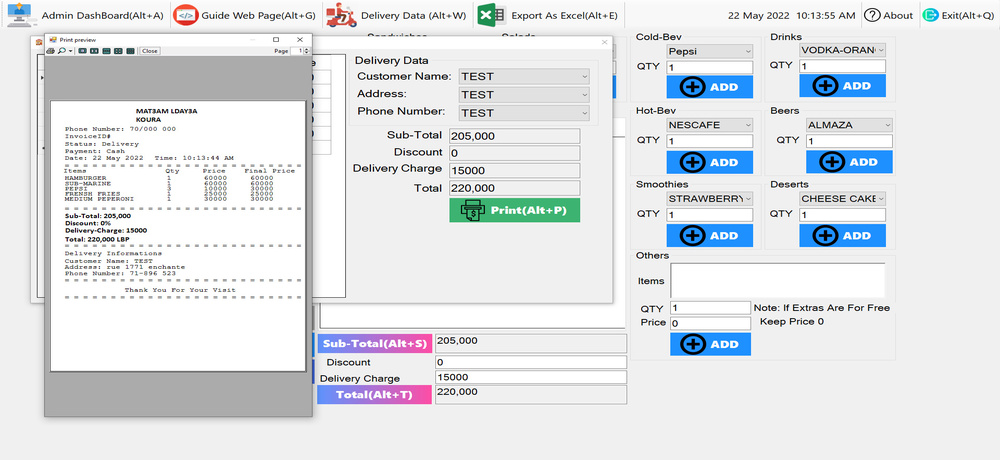 Admin DashBoard(Alt+A)
Guide Web Page(Alt+G)
Delivery Data (Alt+W)
Export As Excel(Alt+E)
22 May 2022 10:13:55 AM
About
Exit(Alt+Q)
Print preview
Close
Page 1
MAT3AM LDAY3A
KOURA
Phone Number: 70/000 000
InvoiceID#
Status: Delivery
Payment: Cash
Date: 22 May 2022 Time: 10:13:44 AM
Items Qty Price Final Price
HAMBURGER 1 60000 60000
SUB-MARINE 1 60000 60000
PEPSI 3 10000 30000
FRENSH FRIES 1 25000 25000
MEDIUM PEPERONI 1 30000 30000
Sub-Total: 205,000
Discount: 0%
Delivery-Charge: 15000
Total: 220,000 LBP
Delivery Informations
Customer Name: TEST
Address: rue 1771 enchante
Phone Number: 71-896 523
Thank You For Your Visit
Delivery Data
Customer Name: TEST
Address: TEST
Phone Number: TEST
Sub-Total 205,000
Discount 0
Delivery Charge 15000
Total 220,000
Print(Alt+P)
Sub-Total(Alt+S) 205,000
Discount 0
Delivery Charge 15000
Total(Alt+T) 220,000
Cold-Bev
Pepsi
QTY 1
ADD
Drinks
VODKA-ORAN
QTY 1
ADD
Hot-Bev
NESCAFE
QTY 1
ADD
Beers
ALMAZA
QTY 1
ADD
Smoothies
STRAWBERRY
QTY 1
ADD
Deserts
CHEESE CAKE
QTY 1
ADD
Others
Items
QTY 1 Note: If Extras Are For Free
Price 0 Keep Price 0
ADD